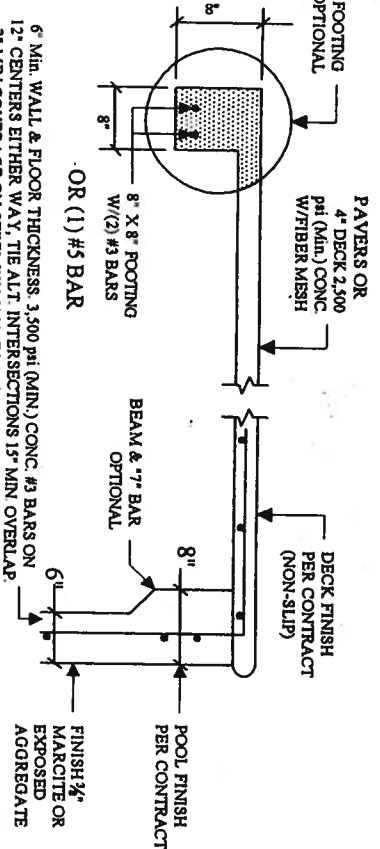 FOOTING
OPTIONAL
8"
8"
8" X 8" FOOTING
W/(2) #3 BARS
OR (1) #5 BAR
PAVERS OR
4" DECK 2,500
psi (Min.) CONC.
W/FIBER MESH
DECK FINISH
PER CONTRACT
(NON-SLIP)
BEAM & "7" BAR
OPTIONAL
8"
6"
POOL FINISH
PER CONTRACT
FINISH ⅜"
MARCITE OR
EXPOSED
AGGREGATE
6" Min. WALL & FLOOR THICKNESS. 3,500 psi (MIN.) CONC. #3 BARS ON
12" CENTERS EITHER WAY, TIE ALT. INTERSECTIONS 15" MIN. OVERLAP.